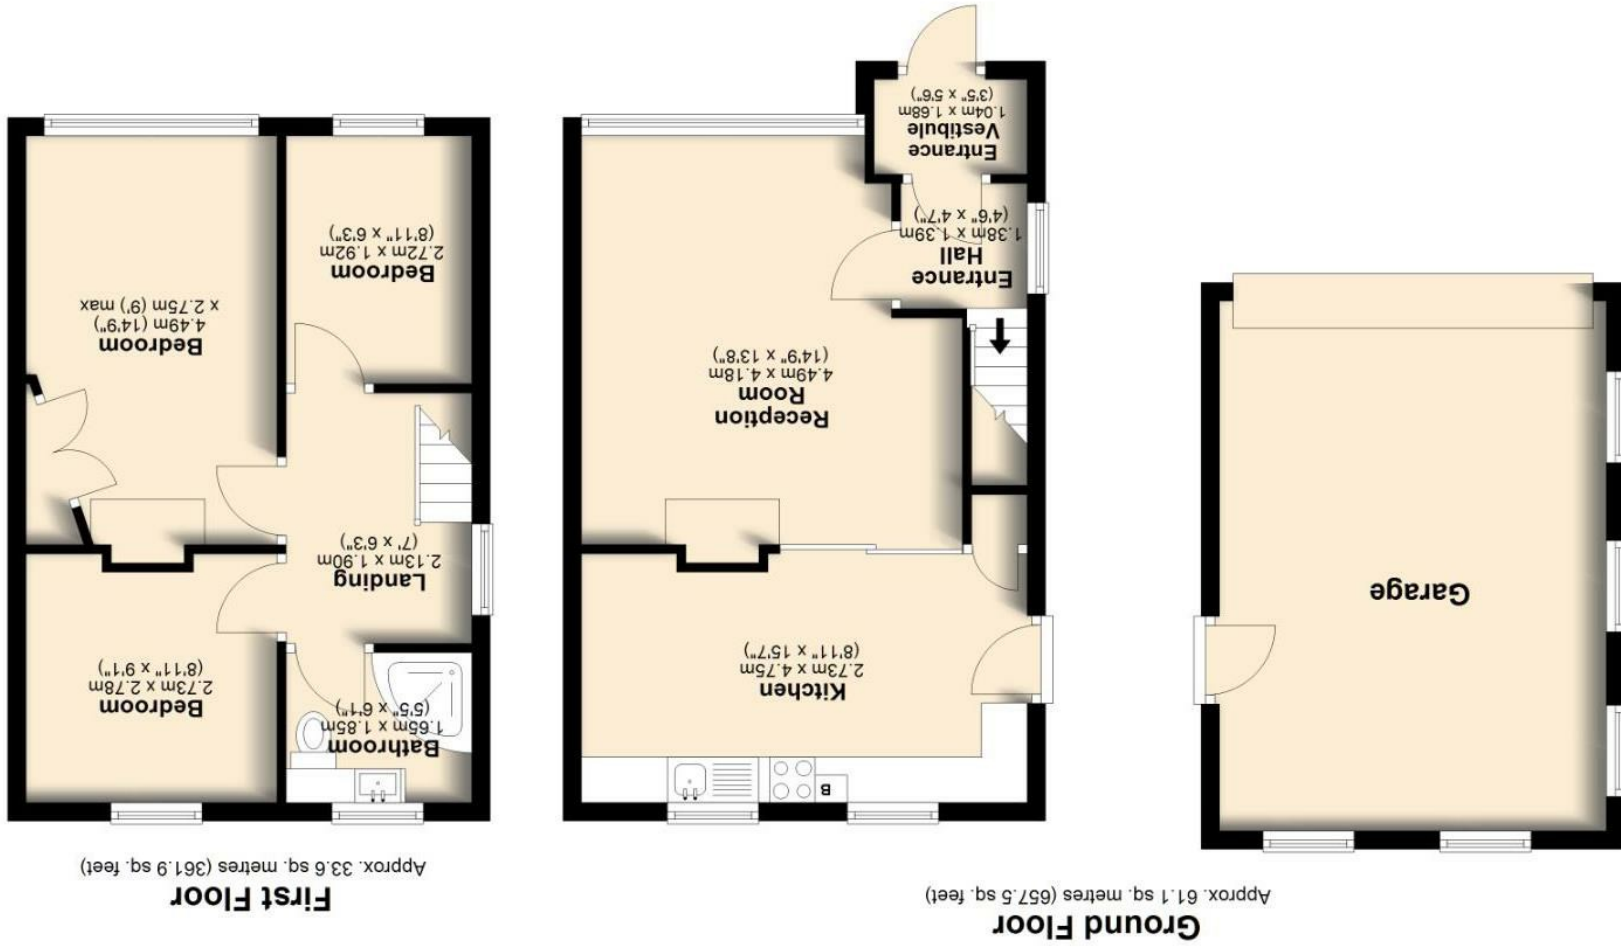 Ground Floor
Approx. 61.1 sq. metres (657.5 sq. feet)
Garage
Kitchen
2.73m x 4.75m
(8'11" x 15'7")
B
Reception
Room
4.49m x 4.18m
(14'9" x 13'8")
Entrance
Hall
1.38m x 1.39m
(4'6" x 4'7")
Entrance
Vestibule
1.04m x 1.68m
(3'5" x 5'6")
First Floor
Approx. 33.6 sq. metres (361.9 sq. feet)
Bathroom
1.65m x 1.85m
(5'5" x 6'1")
Bedroom
2.73m x 2.78m
(8'11" x 9'1")
Landing
2.13m x 1.90m
(7' x 6'3")
Bedroom
4.49m (14'9")
x 2.75m (9') max
Bedroom
2.72m x 1.92m
(8'11" x 6'3")